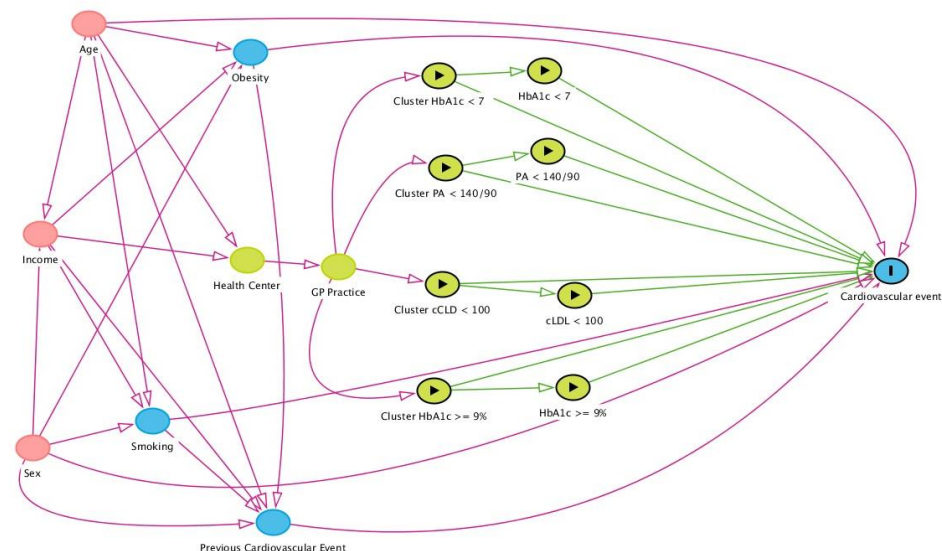 Age
Obesity
Cluster HbA1c < 7
HbA1c < 7
Cluster PA < 140/90
PA < 140/90
Income
Health Center
GP Practice
Cluster cCLD < 100
cLDL < 100
Cardiovascular event
Cluster HbA1c >= 9%
HbA1c >= 9%
Smoking
Sex
Previous Cardiovascular Event